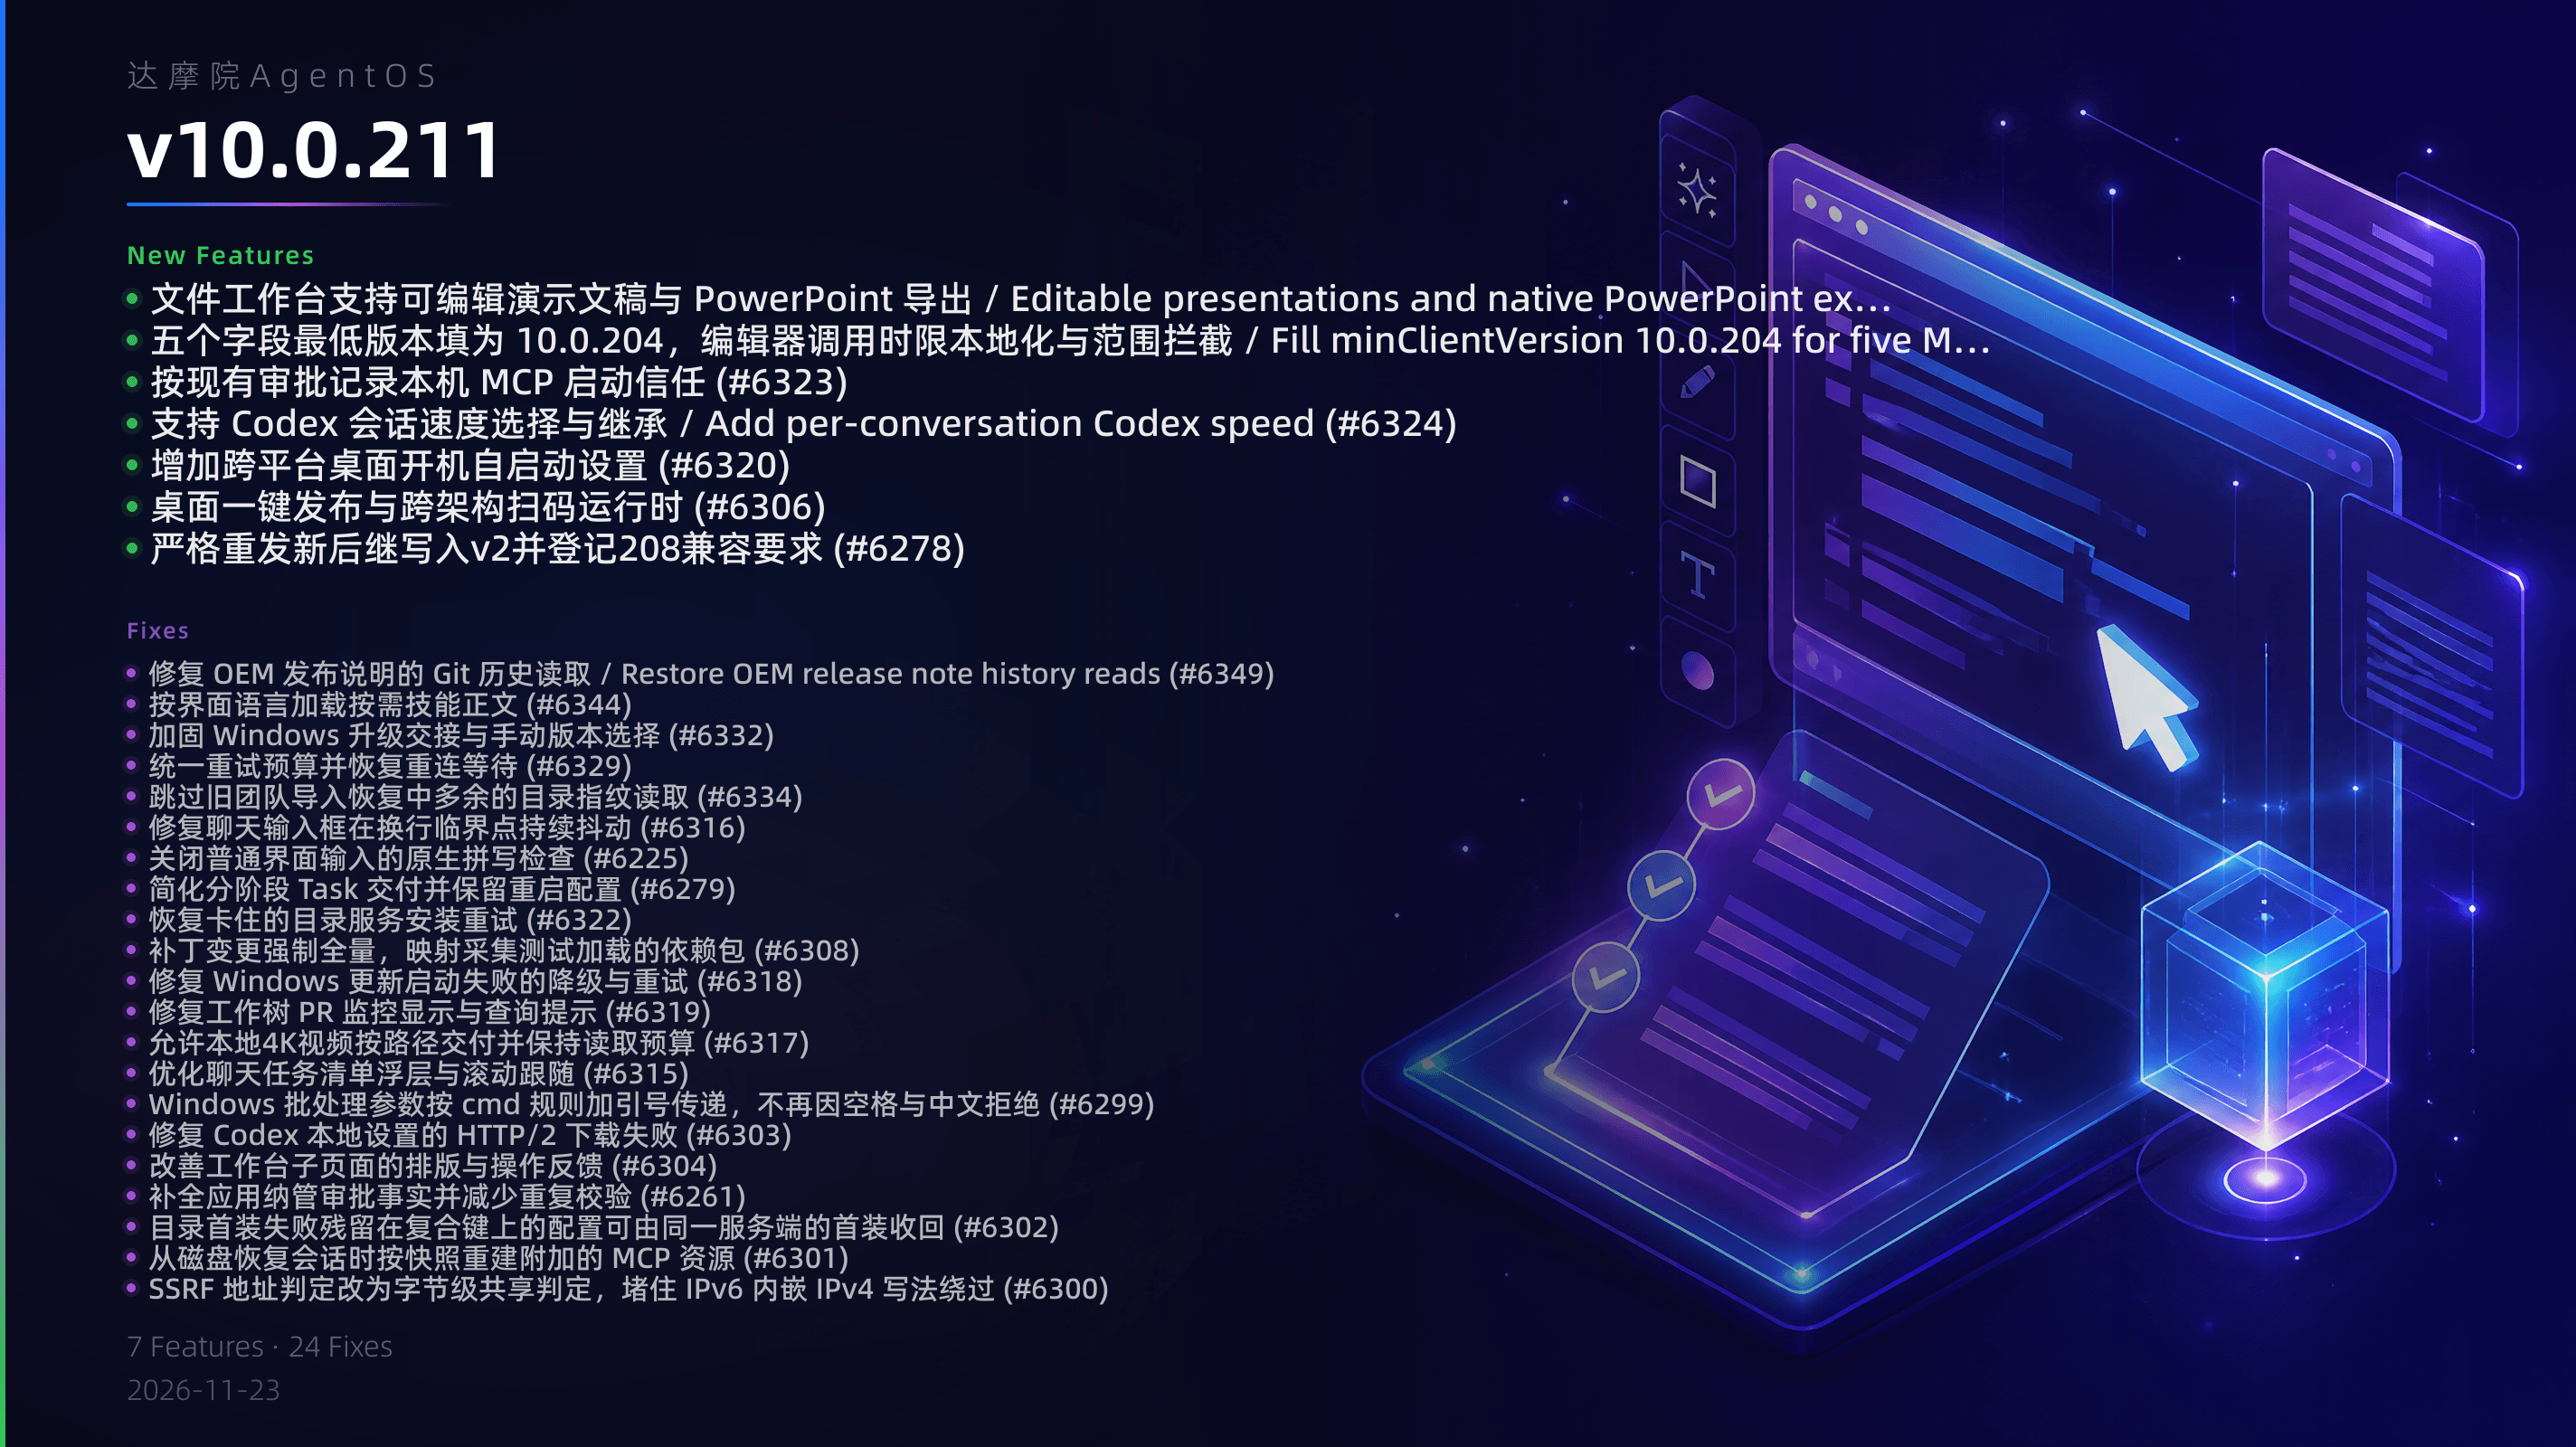 达摩院AgentOS
v10.0.211
New Features
文件工作台支持可编辑演示文稿与 PowerPoint 导出 / Editable presentations and native PowerPoint ex...
五个字段最低版本填为 10.0.204，编辑器调用时限本地化与范围拦截 / Fill minClientVersion 10.0.204 for five M...
按现有审批记录本机 MCP 启动信任 (#6323)
支持 Codex 会话速度选择与继承 / Add per-conversation Codex speed (#6324)
增加跨平台桌面开机自启动设置 (#6320)
桌面一键发布与跨架构扫码运行时 (#6306)
严格重发新后继写入v2并登记208兼容要求 (#6278)
Fixes
修复 OEM 发布说明的 Git 历史读取 / Restore OEM release note history reads (#6349)
按界面语言加载按需技能正文 (#6344)
加固 Windows 升级交接与手动版本选择 (#6332)
统一重试预算并恢复重连等待 (#6329)
跳过旧团队导入恢复中多余的目录指纹读取 (#6334)
修复聊天输入框在换行临界点持续抖动 (#6316)
关闭普通界面输入的原生拼写检查 (#6225)
简化分阶段 Task 交付并保留重启配置 (#6279)
恢复卡住的目录服务安装重试 (#6322)
补丁变更强制全量，映射采集测试加载的依赖包 (#6308)
修复 Windows 更新启动失败的降级与重试 (#6318)
修复工作树 PR 监控显示与查询提示 (#6319)
允许本地4K视频按路径交付并保持读取预算 (#6317)
优化聊天任务清单浮层与滚动跟随 (#6315)
Windows 批处理参数按 cmd 规则加引号传递，不再因空格与中文拒绝 (#6299)
修复 Codex 本地设置的 HTTP/2 下载失败 (#6303)
改善工作台子页面的排版与操作反馈 (#6304)
补全应用纳管审批事实并减少重复校验 (#6261)
目录首装失败残留在复合键上的配置可由同一服务端的首装收回 (#6302)
从磁盘恢复会话时按快照重建附加的 MCP 资源 (#6301)
SSRF 地址判定改为字节级共享判定，堵住 IPv6 内嵌 IPv4 写法绕过 (#6300)
7 Features · 24 Fixes
2026-11-23